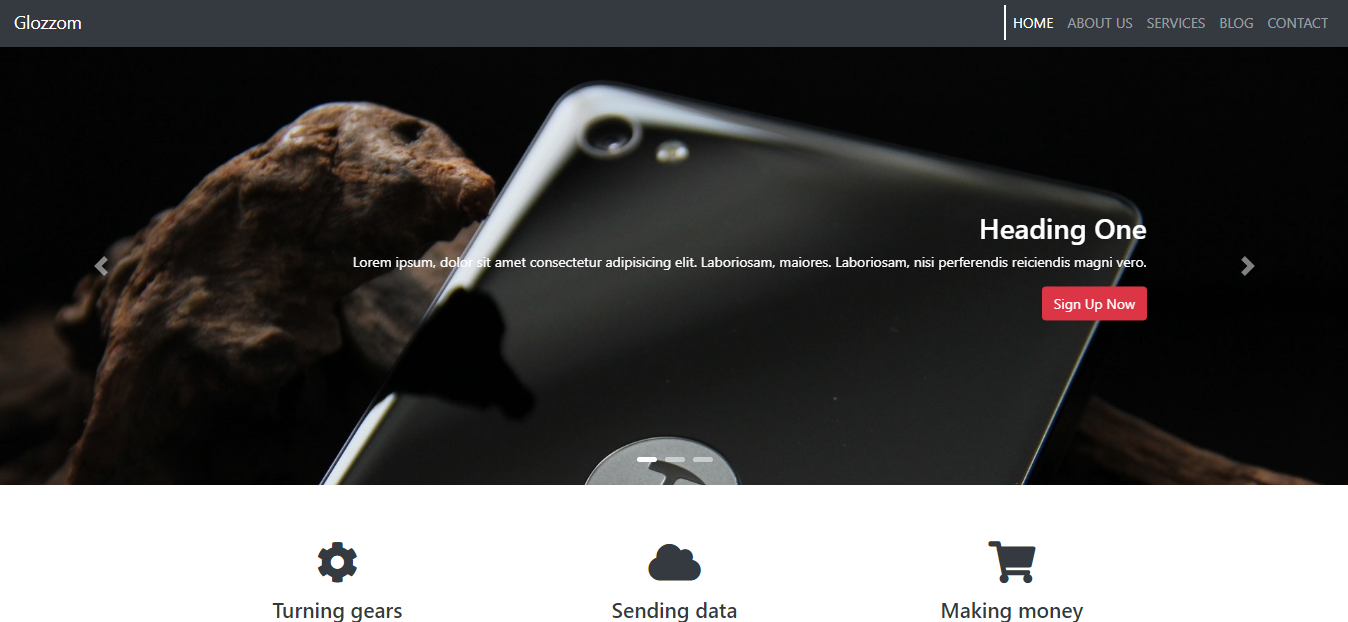 Glozzom
HOME ABOUT US SERVICES BLOG CONTACT
Heading One
Lorem ipsum, dolor sit amet consectetur adipisicing elit. Laboriosam, maiores. Laboriosam, nisi perferendis reiciendis magni vero.
Sign Up Now
Turning gears
Sending data
Making money